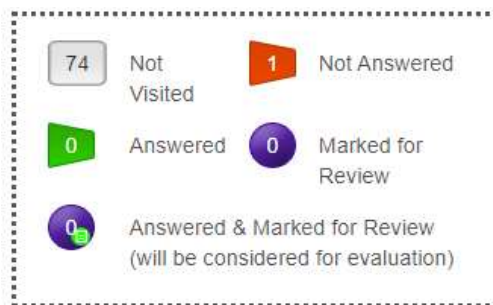 74 Not Visited
1 Not Answered
0 Answered
0 Marked for Review
0 Answered & Marked for Review
(will be considered for evaluation)